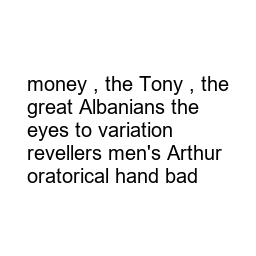 money , the Tony , the
great Albanians the
eyes to variation
revellers men's Arthur
oratorical hand bad